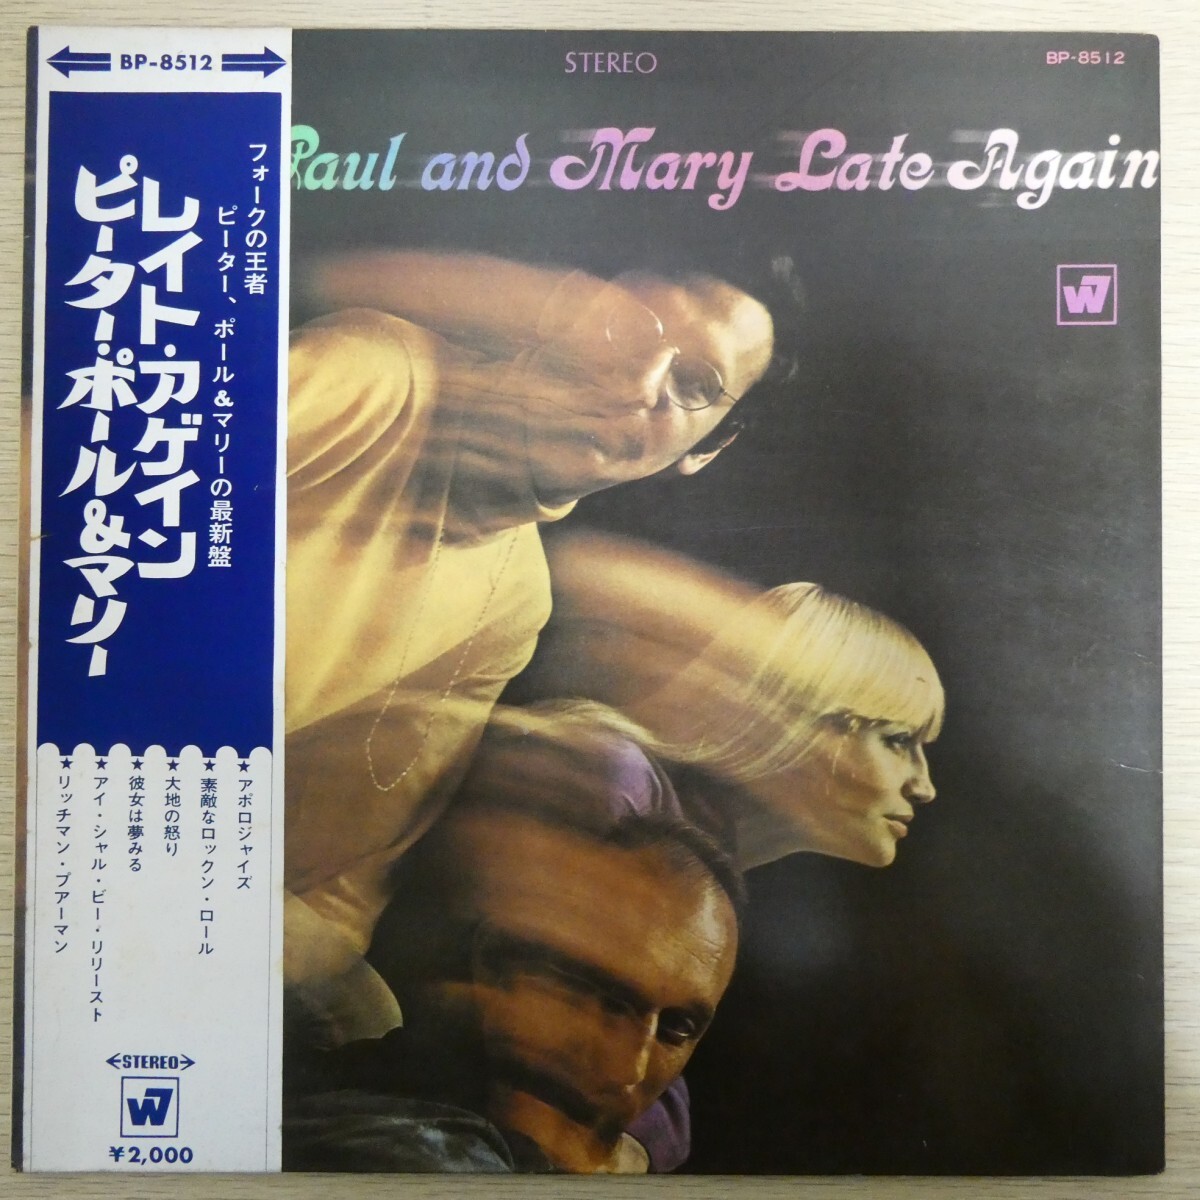 BP-8512
フォークの王者
ピーター、ポール&マリーの最新盤
レイト・アゲイン
ピーター・ポール&マリー
★アポロジャイズ
★素敵なロックン・ロール
★大地の怒り
★彼女は夢みる
★アイ・シャル・ビー・リリースト
★リッチマン・プアーマン
STEREO
W7
¥2,000
STEREO
BP-8512
Paul and Mary Late Again
W7